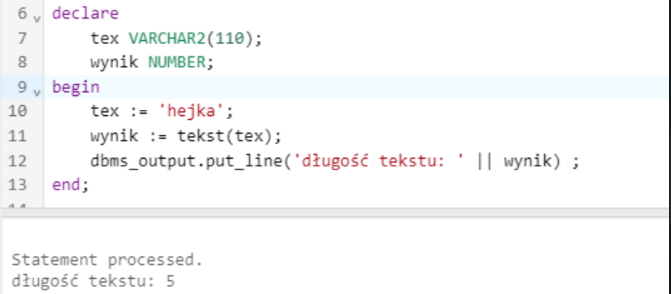 6 declare
7 tex VARCHAR2(110);
8 wynik NUMBER;
9 begin
10 tex := 'hejka';
11 wynik := tekst(tex);
12 dbms_output.put_line('długość tekstu: ' || wynik) ;
13 end;
Statement processed.
długość tekstu: 5